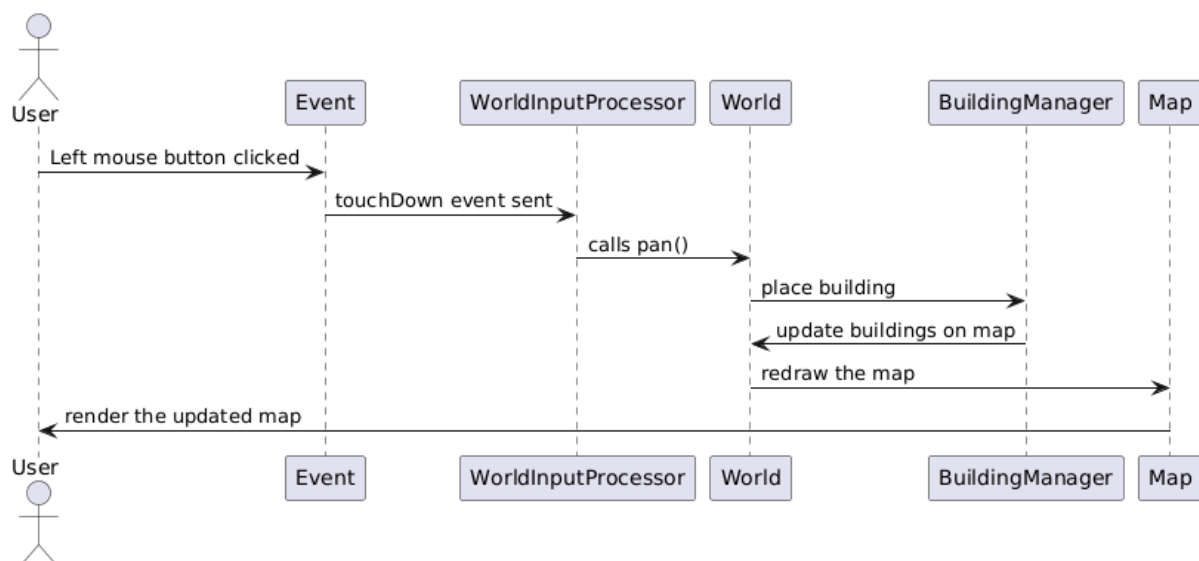 User
Event
WorldInputProcessor
World
BuildingManager
Map
Left mouse button clicked
touchDown event sent
calls pan()
place building
update buildings on map
redraw the map
render the updated map
User
Event
WorldInputProcessor
World
BuildingManager
Map